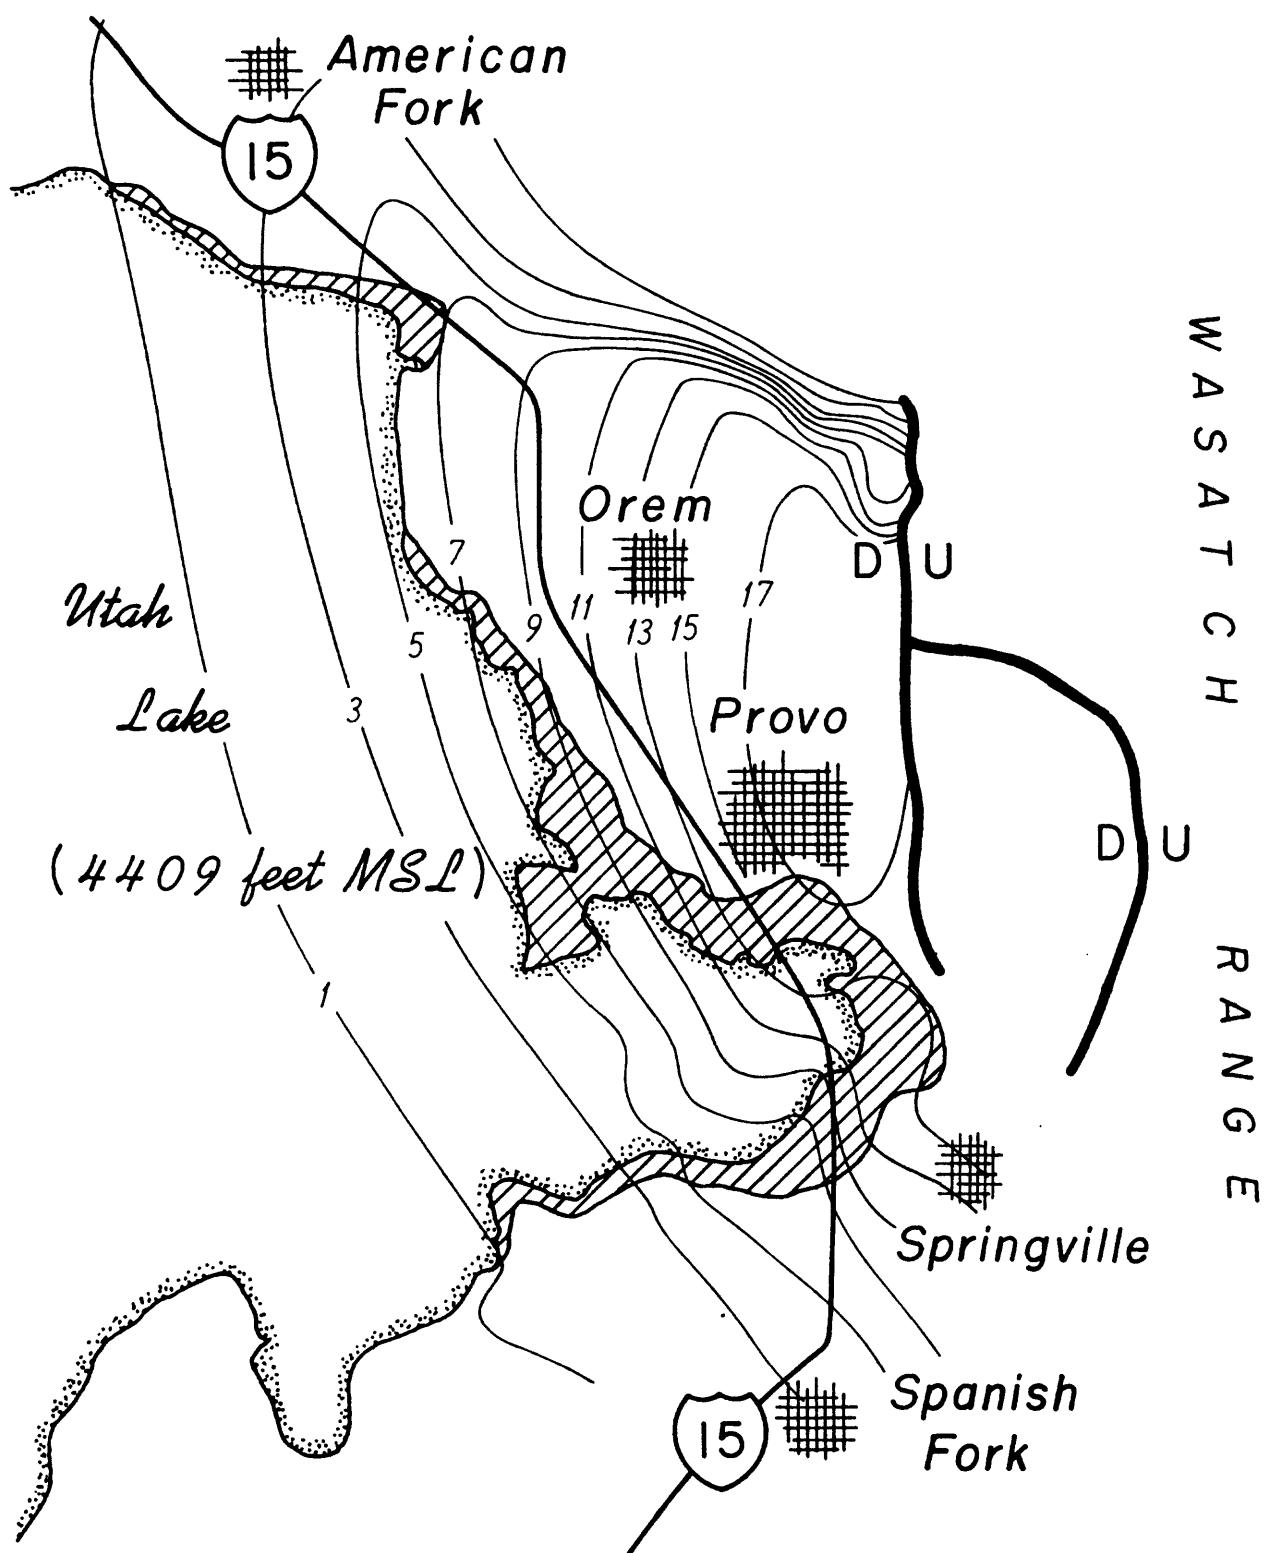 American
Fork
15
WASATCH
RANGE
Orem
D U
7
17
Utah
11
9
13
15
5
Lake
3
Provo
D U
(4409 feet MSL)
1
Springville
Spanish
Fork
15